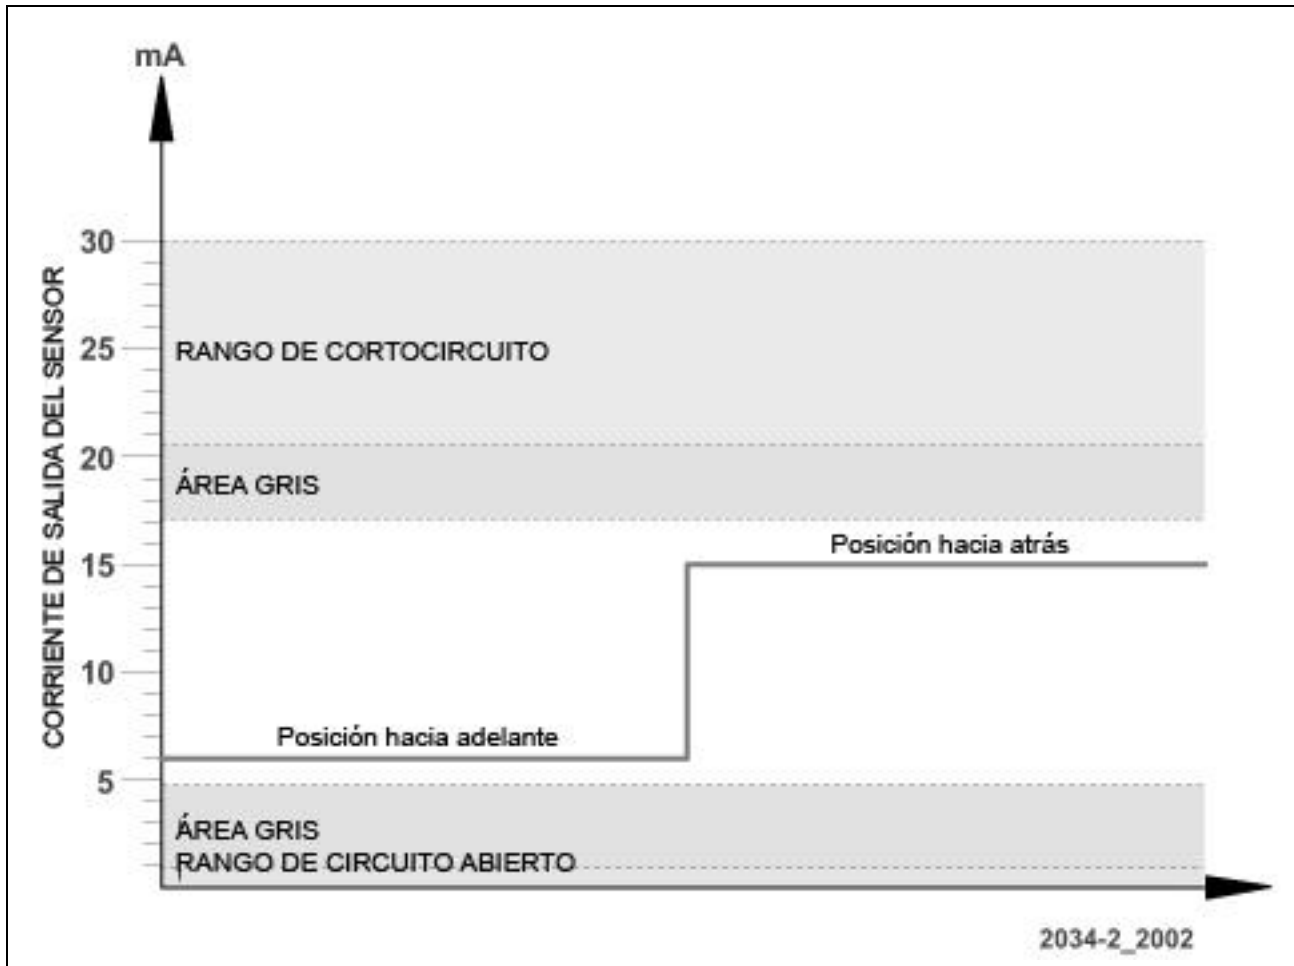 mA
30
25
20
15
10
5
CORRIENTE DE SALIDA DEL SENSOR
RANGO DE CORTOCIRCUITO
ÁREA GRIS
Posición hacia atrás
Posición hacia adelante
ÁREA GRIS
RANGO DE CIRCUITO ABIERTO
2034-2_2002